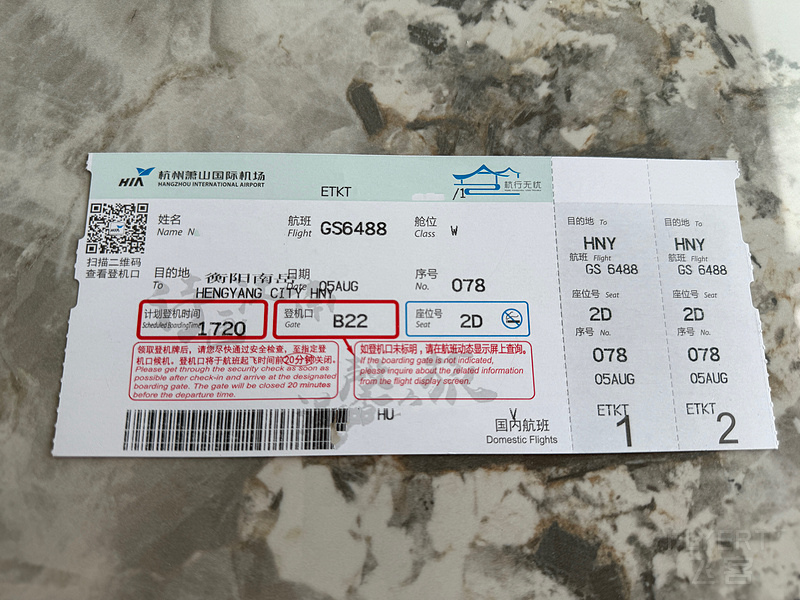 HIA 杭州萧山国际机场
HANGZHOU INTERNATIONAL AIRPORT
ETKT
杭行无忧
/1
扫描二维码
查看登机口
姓名
Name N
航班
Flight GS6488
舱位
Class W
目的地
To
衡阳南岳
HENGYANG CITY HNY
日期
Date 05AUG
序号
No. 078
计划登机时间
Scheduled Boarding Time 1720
登机口
Gate B22
座位号
Seat 2D
领取登机牌后，请您尽快通过安全检查，至指定登
机口候机，登机口将于航班起飞时间前20分钟关闭。
Please get through the security check as soon as
possible after check-in and arrive at the designated
boarding gate. The gate will be closed 20 minutes
before the departure time.
如登机口未标明，请在航班动态显示屏上查询。
If the boarding gate is not indicated,
please inquire about the related information
from the flight display screen.
HU
V
国内航班
Domestic Flights
目的地 To
HNY
航班 Flight
GS 6488
座位号 Seat
2D
序号 No.
078
05AUG
ETKT
1
目的地 To
HNY
航班 Flight
GS 6488
座位号 Seat
2D
序号 No.
078
05AUG
ETKT
2